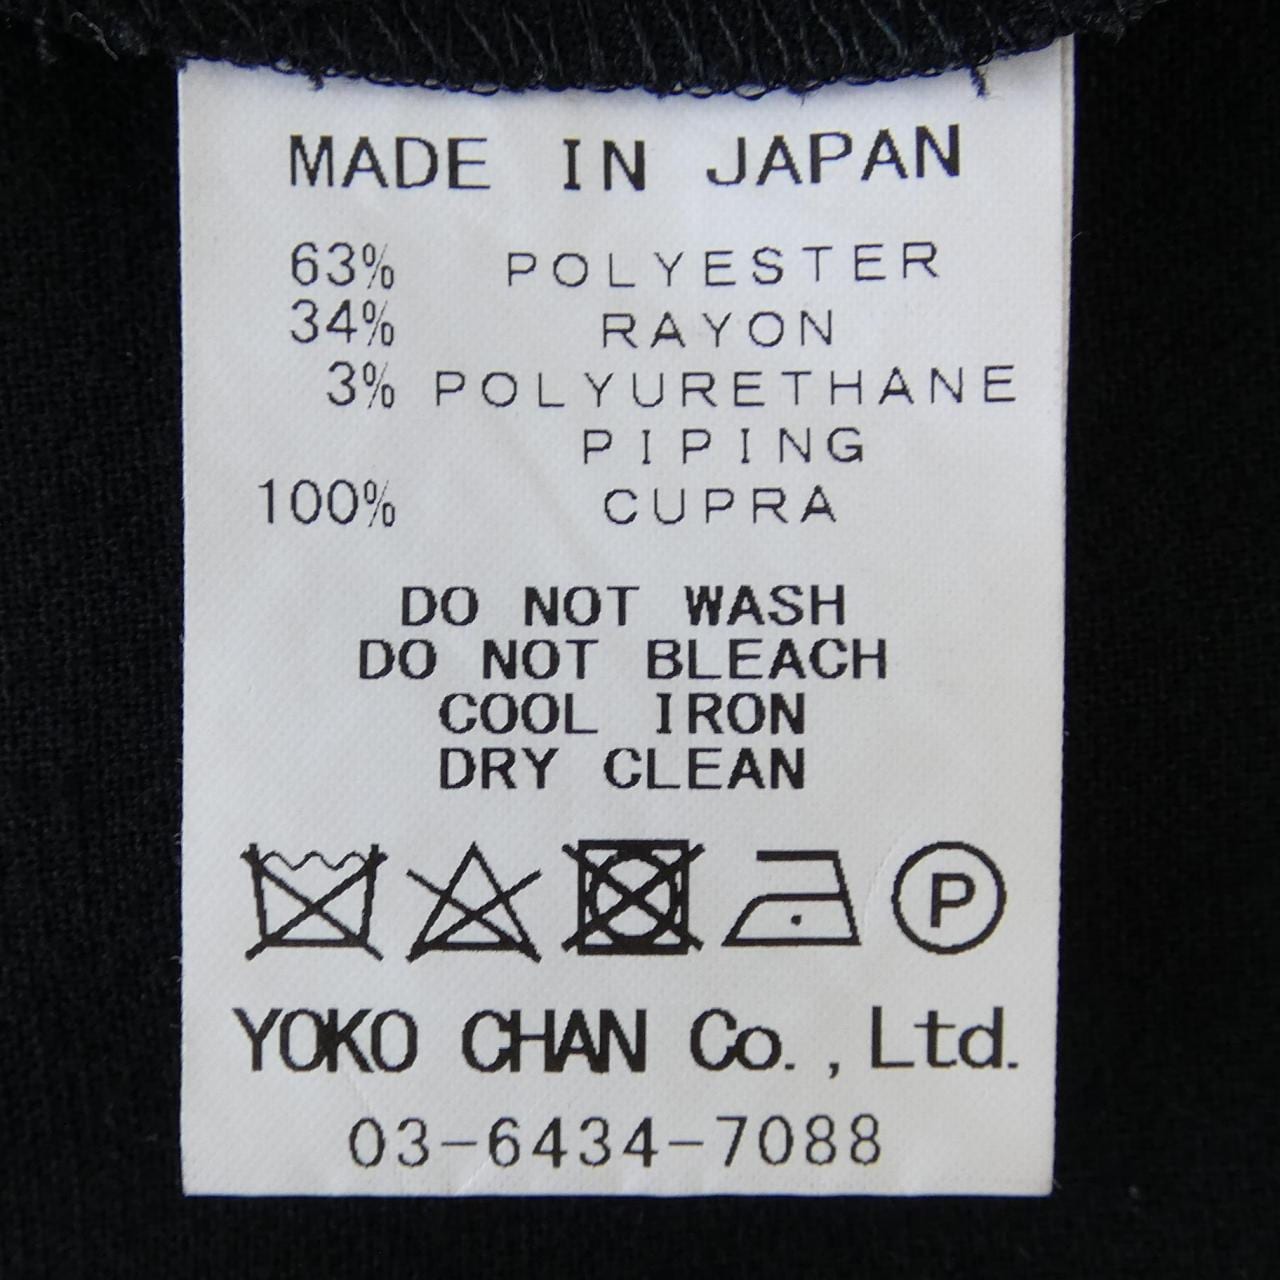 MADE IN JAPAN
63% POLYESTER
34% RAYON
3% POLYURETHANE
PIPING
100% CUPRA
DO NOT WASH
DO NOT BLEACH
COOL IRON
DRY CLEAN
P
YOKO CHAN Co., Ltd.
03-6434-7088